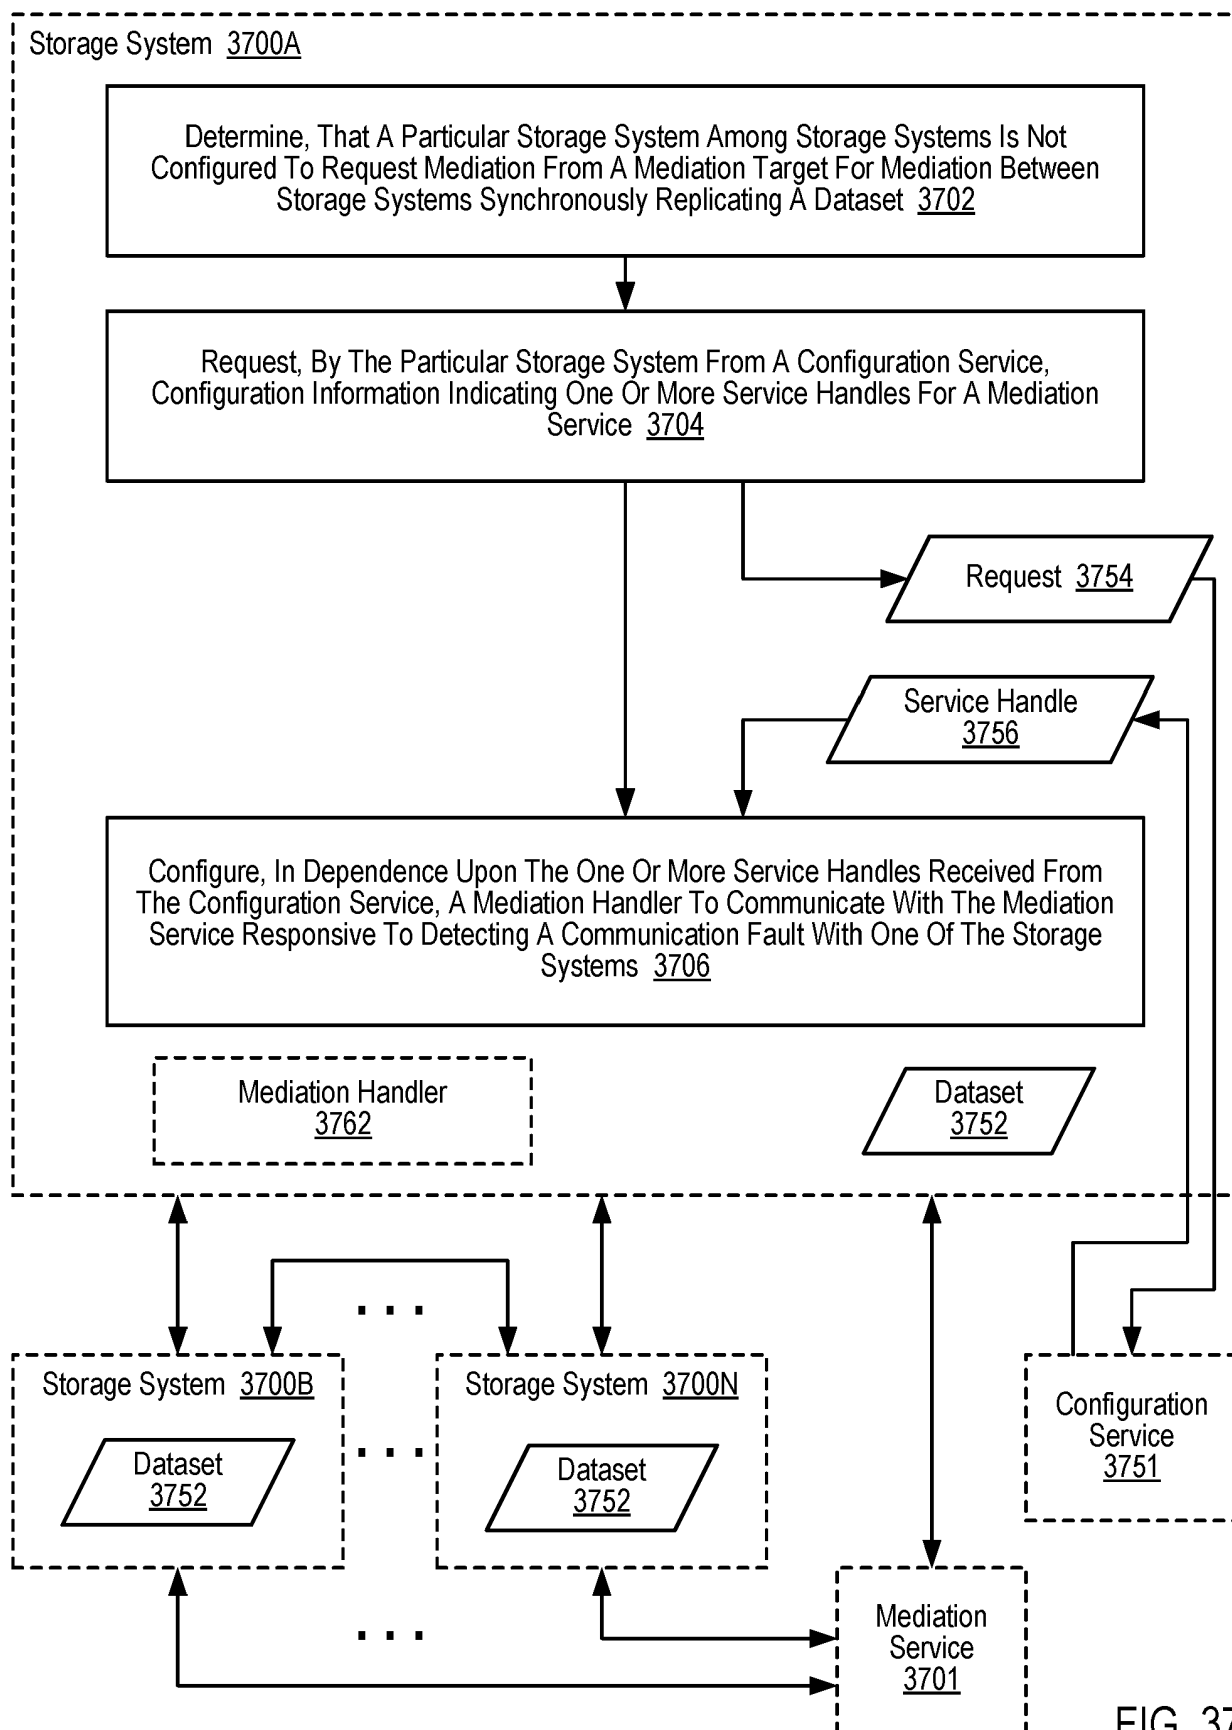 Storage System 3700A
Determine, That A Particular Storage System Among Storage Systems Is Not
Configured To Request Mediation From A Mediation Target For Mediation Between
Storage Systems Synchronously Replicating A Dataset 3702
Request, By The Particular Storage System From A Configuration Service,
Configuration Information Indicating One Or More Service Handles For A Mediation
Service 3704
Request 3754
Service Handle
3756
Configure, In Dependence Upon The One Or More Service Handles Received From
The Configuration Service, A Mediation Handler To Communicate With The Mediation
Service Responsive To Detecting A Communication Fault With One Of The Storage
Systems 3706
Mediation Handler
3762
Dataset
3752
. . .
Storage System 3700B
Dataset
3752
. . .
Storage System 3700N
Dataset
3752
Configuration
Service
3751
. . .
Mediation
Service
3701
FIG. 37